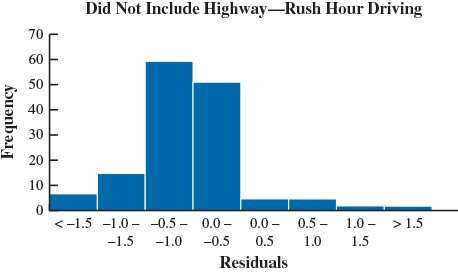 Did Not Include Highway—Rush Hour Driving
70
60
50
40
30
20
10
0
Frequency
< –1.5 –1.0 – –0.5 – 0.0 – 0.0 – 0.5 – 1.0 – > 1.5
–1.5 –1.0 –0.5 0.5 1.0 1.5
Residuals